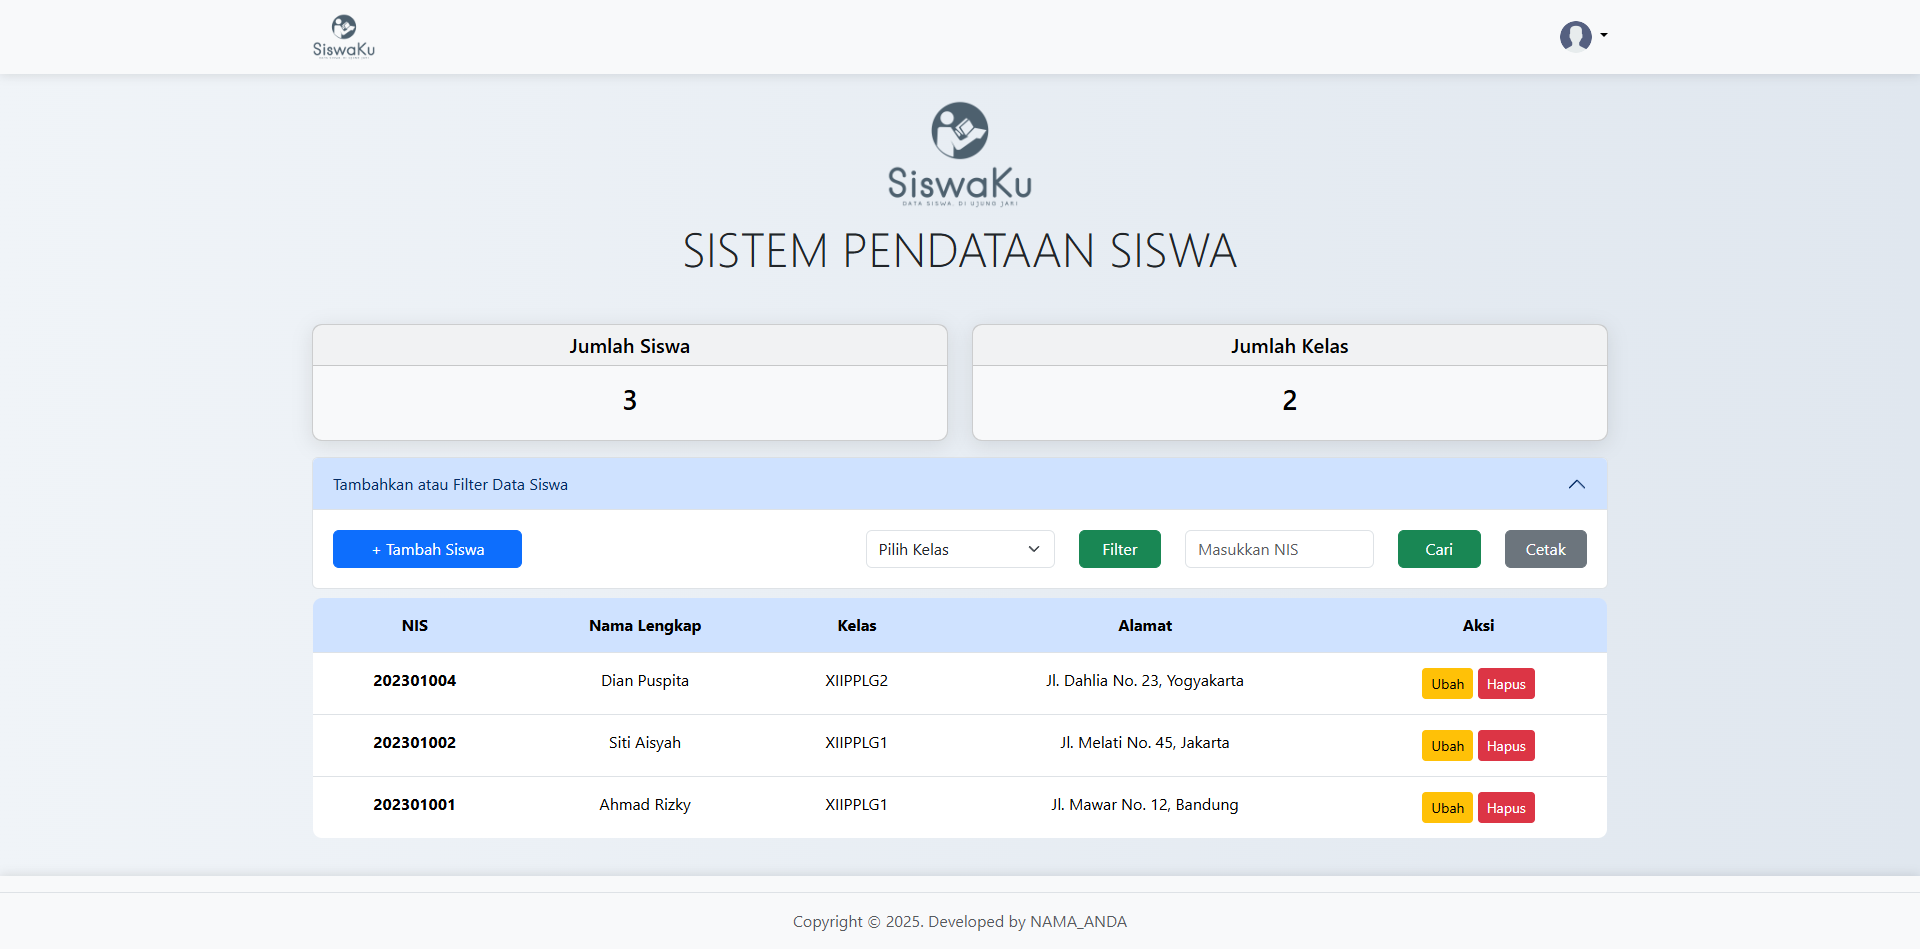 SiswaKu
SiswaKu
DATA SISWA, DI UJUNG JARI
SISTEM PENDATAAN SISWA
Jumlah Siswa
3
Jumlah Kelas
2
Tambahkan atau Filter Data Siswa
+ Tambah Siswa
Pilih Kelas
Filter
Masukkan NIS
Cari
Cetak
NIS Nama Lengkap Kelas Alamat Aksi
202301004 Dian Puspita XIIPPLG2 Jl. Dahlia No. 23, Yogyakarta Ubah Hapus
202301002 Siti Aisyah XIIPPLG1 Jl. Melati No. 45, Jakarta Ubah Hapus
202301001 Ahmad Rizky XIIPPLG1 Jl. Mawar No. 12, Bandung Ubah Hapus
Copyright © 2025. Developed by NAMA_ANDA